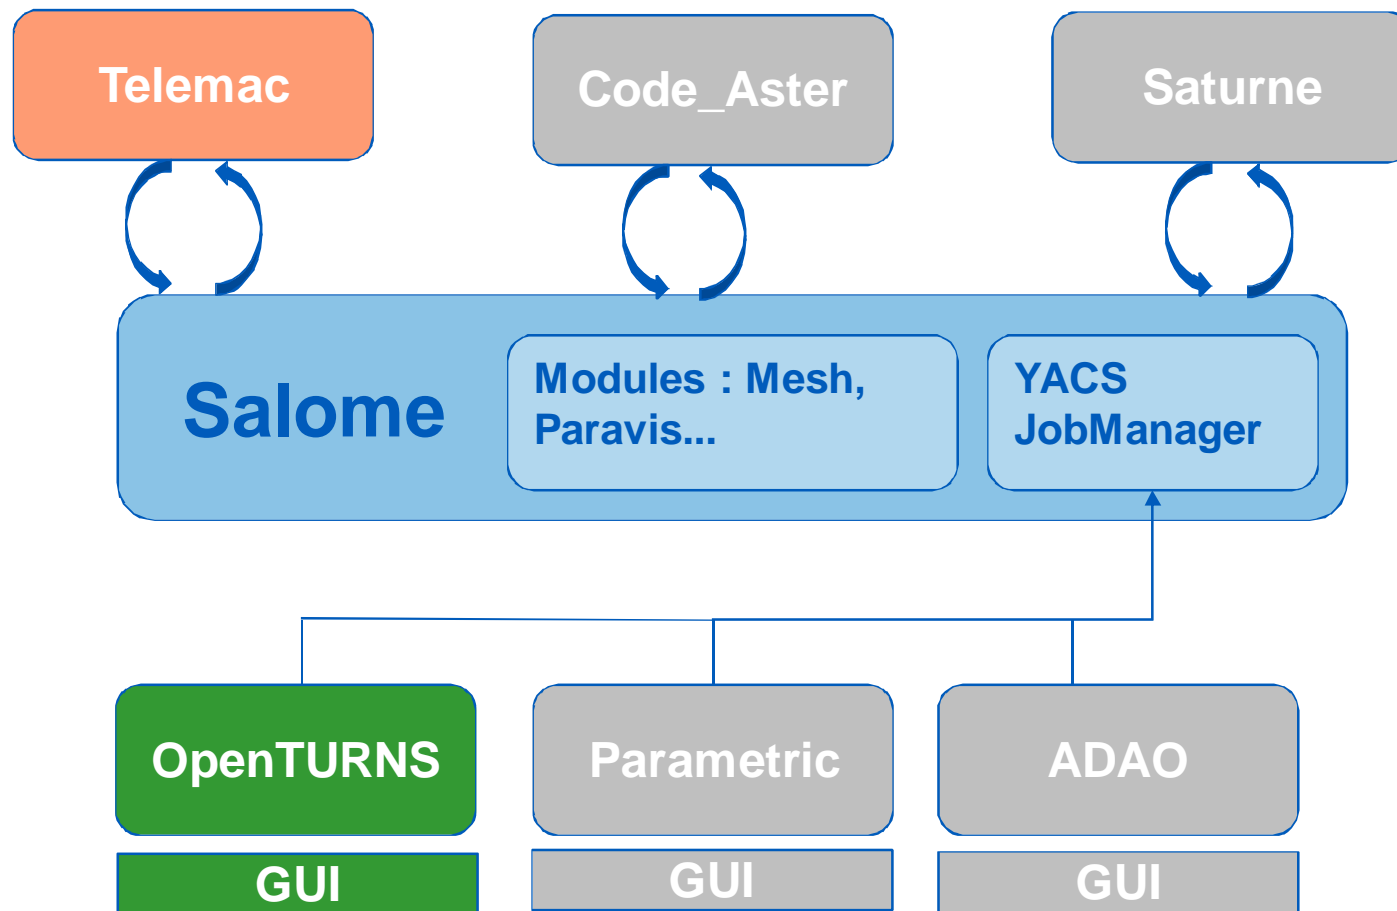 Telemac
Code_Aster
Saturne
Salome
Modules : Mesh,
Paravis...
YACS
JobManager
OpenTURNS
Parametric
ADAO
GUI
GUI
GUI